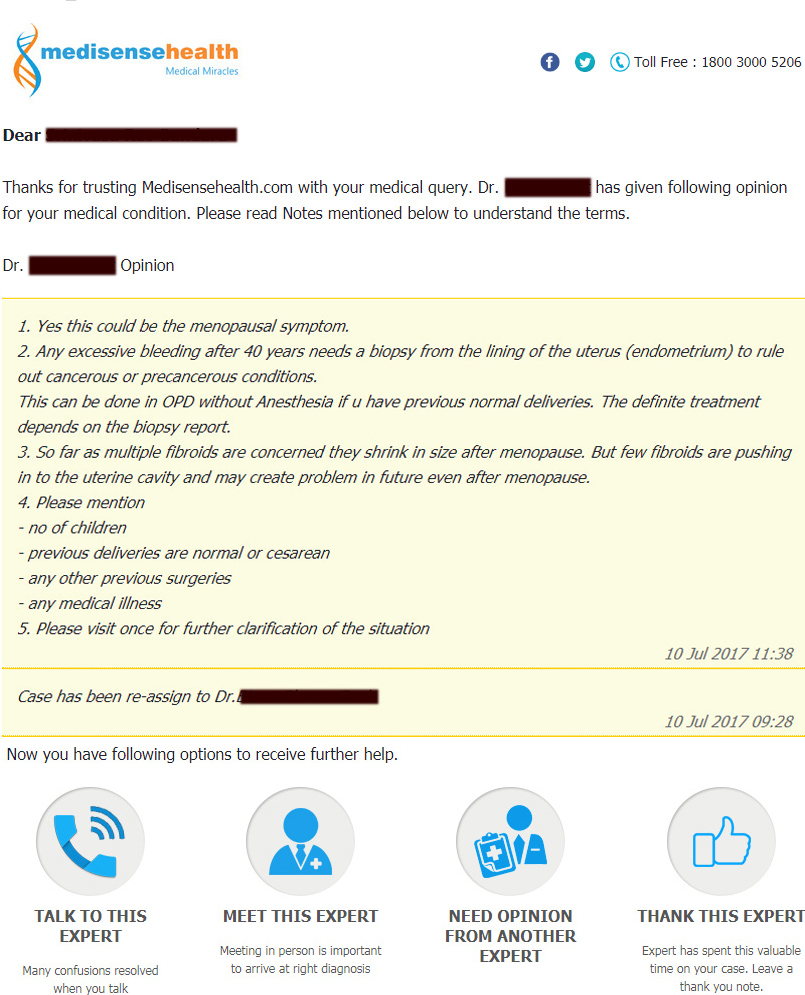 medisensehealth
Medical Miracles
Toll Free : 1800 3000 5206
Dear
Thanks for trusting Medisensehealth.com with your medical query. Dr. has given following opinion
for your medical condition. Please read Notes mentioned below to understand the terms.
Dr. Opinion
1. Yes this could be the menopausal symptom.
2. Any excessive bleeding after 40 years needs a biopsy from the lining of the uterus (endometrium) to rule
out cancerous or precancerous conditions.
This can be done in OPD without Anesthesia if u have previous normal deliveries. The definite treatment
depends on the biopsy report.
3. So far as multiple fibroids are concerned they shrink in size after menopause. But few fibroids are pushing
in to the uterine cavity and may create problem in future even after menopause.
4. Please mention
- no of children
- previous deliveries are normal or cesarean
- any other previous surgeries
- any medical illness
5. Please visit once for further clarification of the situation
10 Jul 2017 11:38
Case has been re-assign to Dr.
10 Jul 2017 09:28
Now you have following options to receive further help.
TALK TO THIS
EXPERT
Many confusions resolved
when you talk
MEET THIS EXPERT
Meeting in person is important
to arrive at right diagnosis
NEED OPINION
FROM ANOTHER
EXPERT
THANK THIS EXPERT
Expert has spent this valuable
time on your case. Leave a
thank you note.